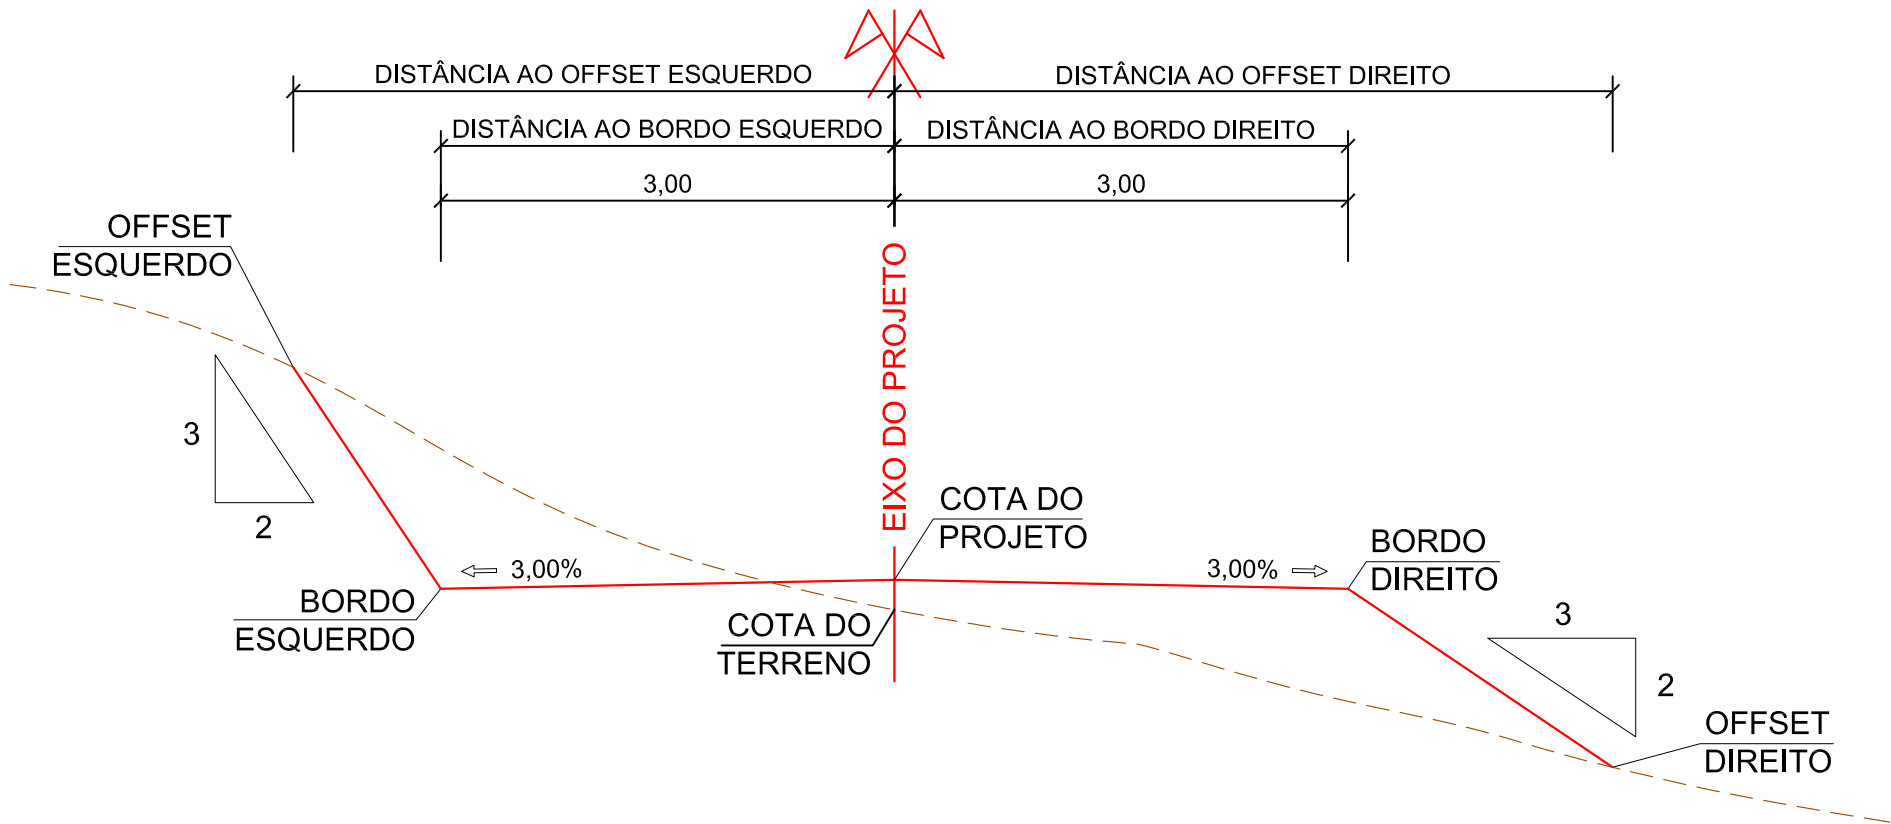 DISTÂNCIA AO OFFSET ESQUERDO
DISTÂNCIA AO OFFSET DIREITO
DISTÂNCIA AO BORDO ESQUERDO
DISTÂNCIA AO BORDO DIREITO
3,00
3,00
OFFSET
ESQUERDO
EIXO DO PROJETO
3
2
COTA DO
PROJETO
3,00%
3,00%
BORDO
DIREITO
BORDO
ESQUERDO
COTA DO
TERRENO
3
2
OFFSET
DIREITO